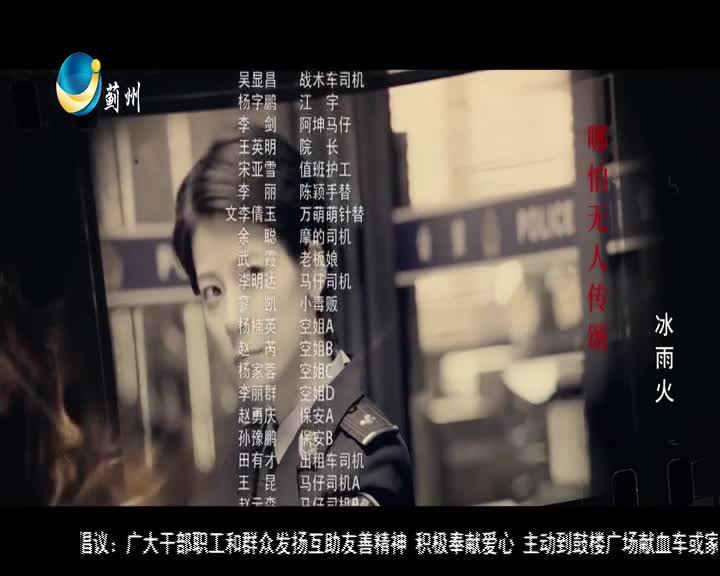 蓟州
吴显昌 战术车司机
杨字鹏 江 宇
李 剑 阿坤马仔
王英明 院 长
宋亚雪 值班护工
李 丽 陈颖手替
文李倩玉 万萌萌针替
余 聪 摩的司机
武 霞 老板娘
李明达 马仔司机
廖 凯 小毒贩
杨楠英 空姐A
赵 芮 空姐B
杨家蓉 空姐C
李丽群 空姐D
赵勇庆 保安A
孙豫鹏 保安B
田有才 出租车司机
王 昆 马仔司机A
马仔司机B
POLICE
哪怕无人传颂
冰雨火
倡议：广大干部职工和群众发扬互助友善精神 积极奉献爱心 主动到鼓楼广场献血车或家